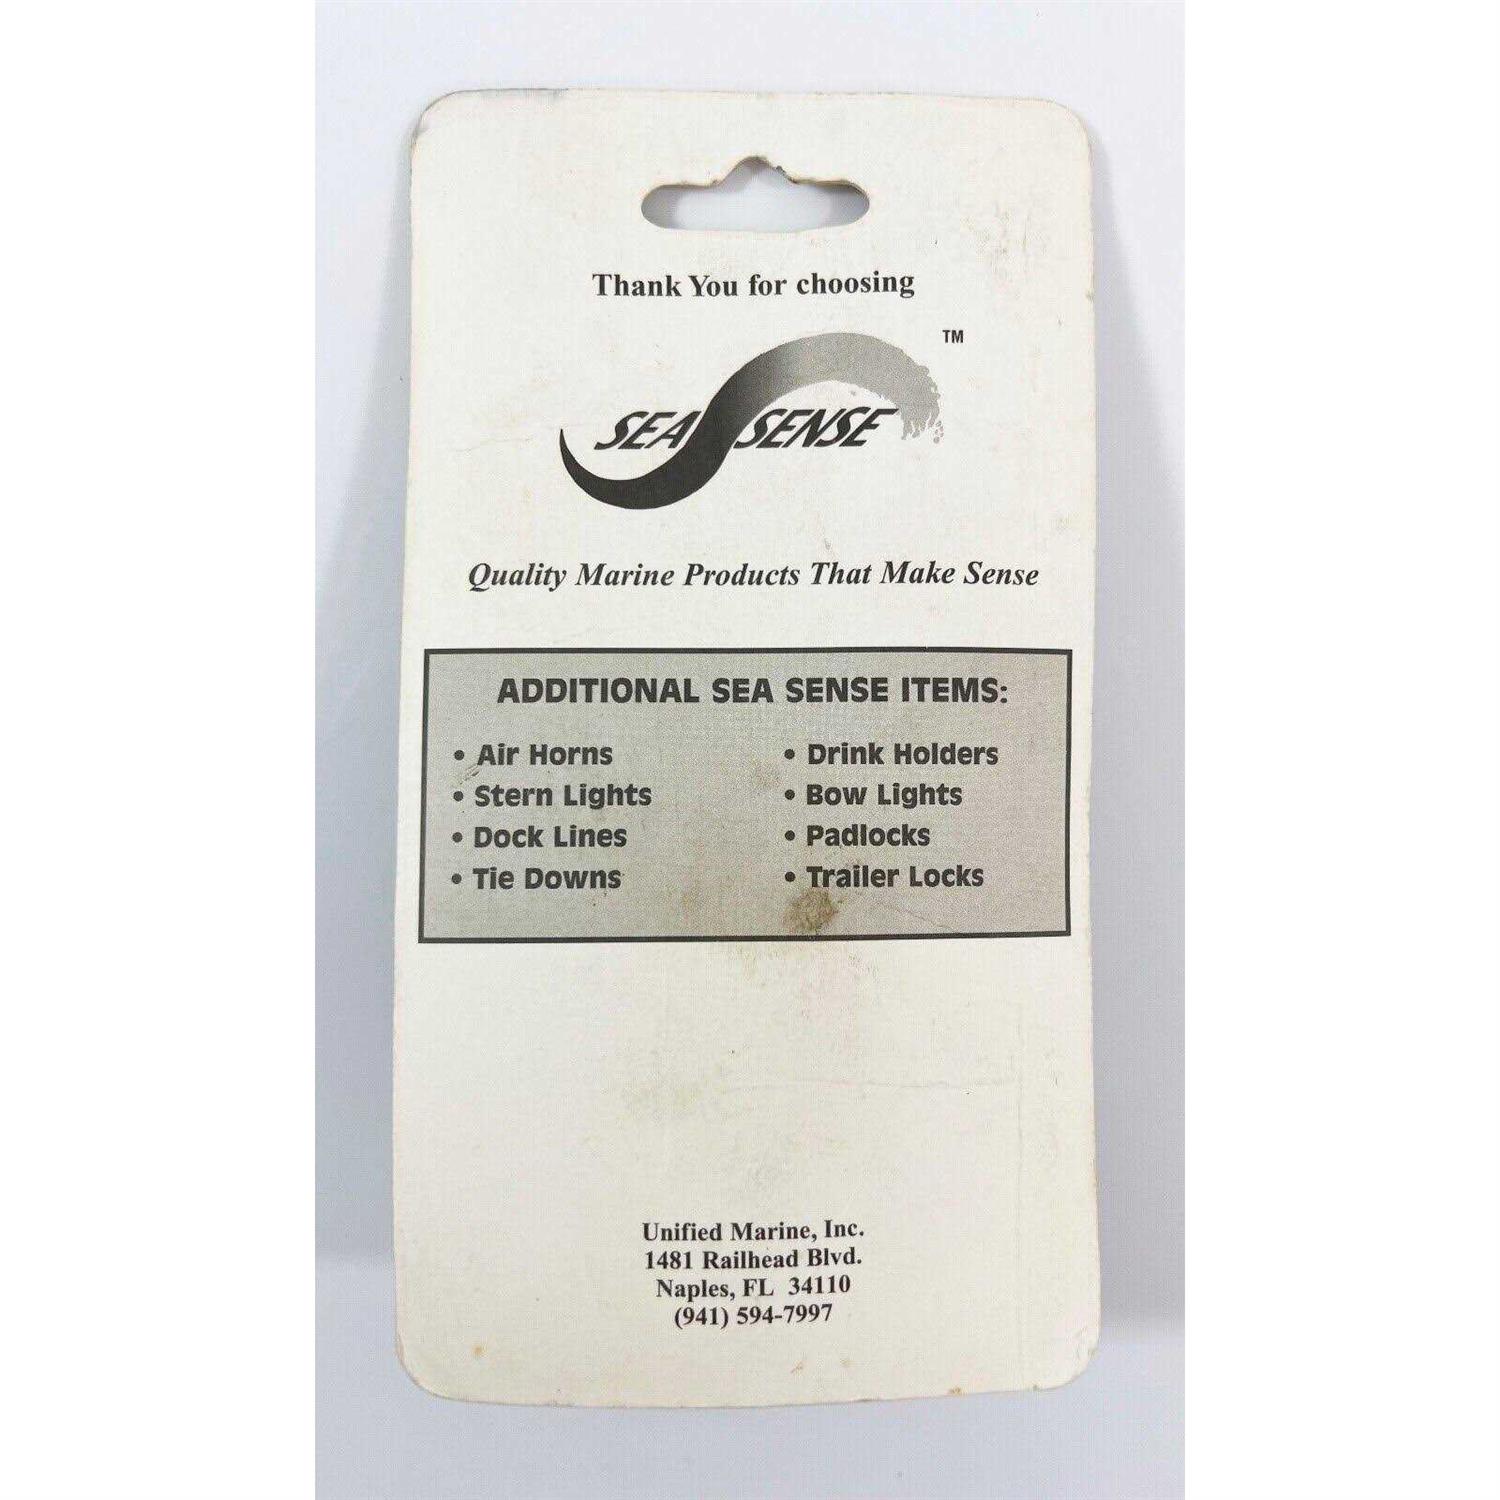 Thank You for choosing
TM
SEA SENSE
Quality Marine Products That Make Sense
ADDITIONAL SEA SENSE ITEMS:
• Air Horns
• Stern Lights
• Dock Lines
• Tie Downs
• Drink Holders
• Bow Lights
• Padlocks
• Trailer Locks
Unified Marine, Inc.
1481 Railhead Blvd.
Naples, FL  34110
(941) 594-7997